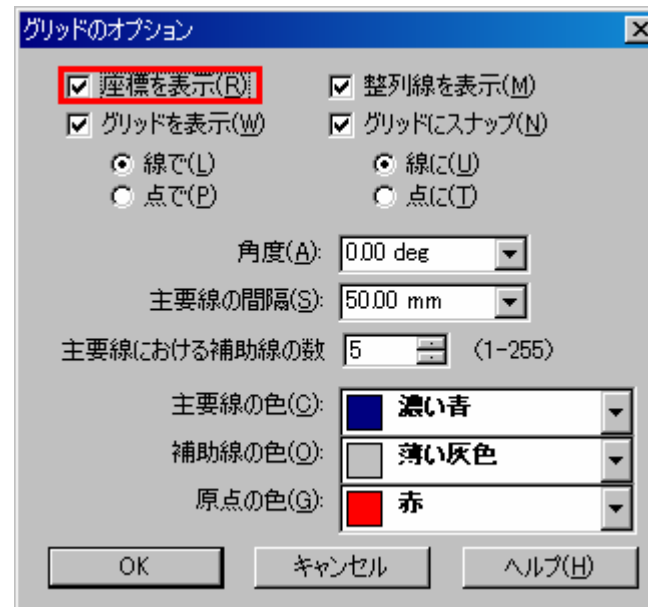 グリッドのオプション
座標を表示(R) 整列線を表示(M)
グリッドを表示(W) グリッドにスナップ(N)
線で(L) 線に(U)
点で(P) 点に(T)
角度(A): 0.00 deg
主要線の間隔(S): 50.00 mm
主要線における補助線の数 5 (1-255)
主要線の色(C): 濃い青
補助線の色(O): 薄い灰色
原点の色(G): 赤
OK キャンセル ヘルプ(H)